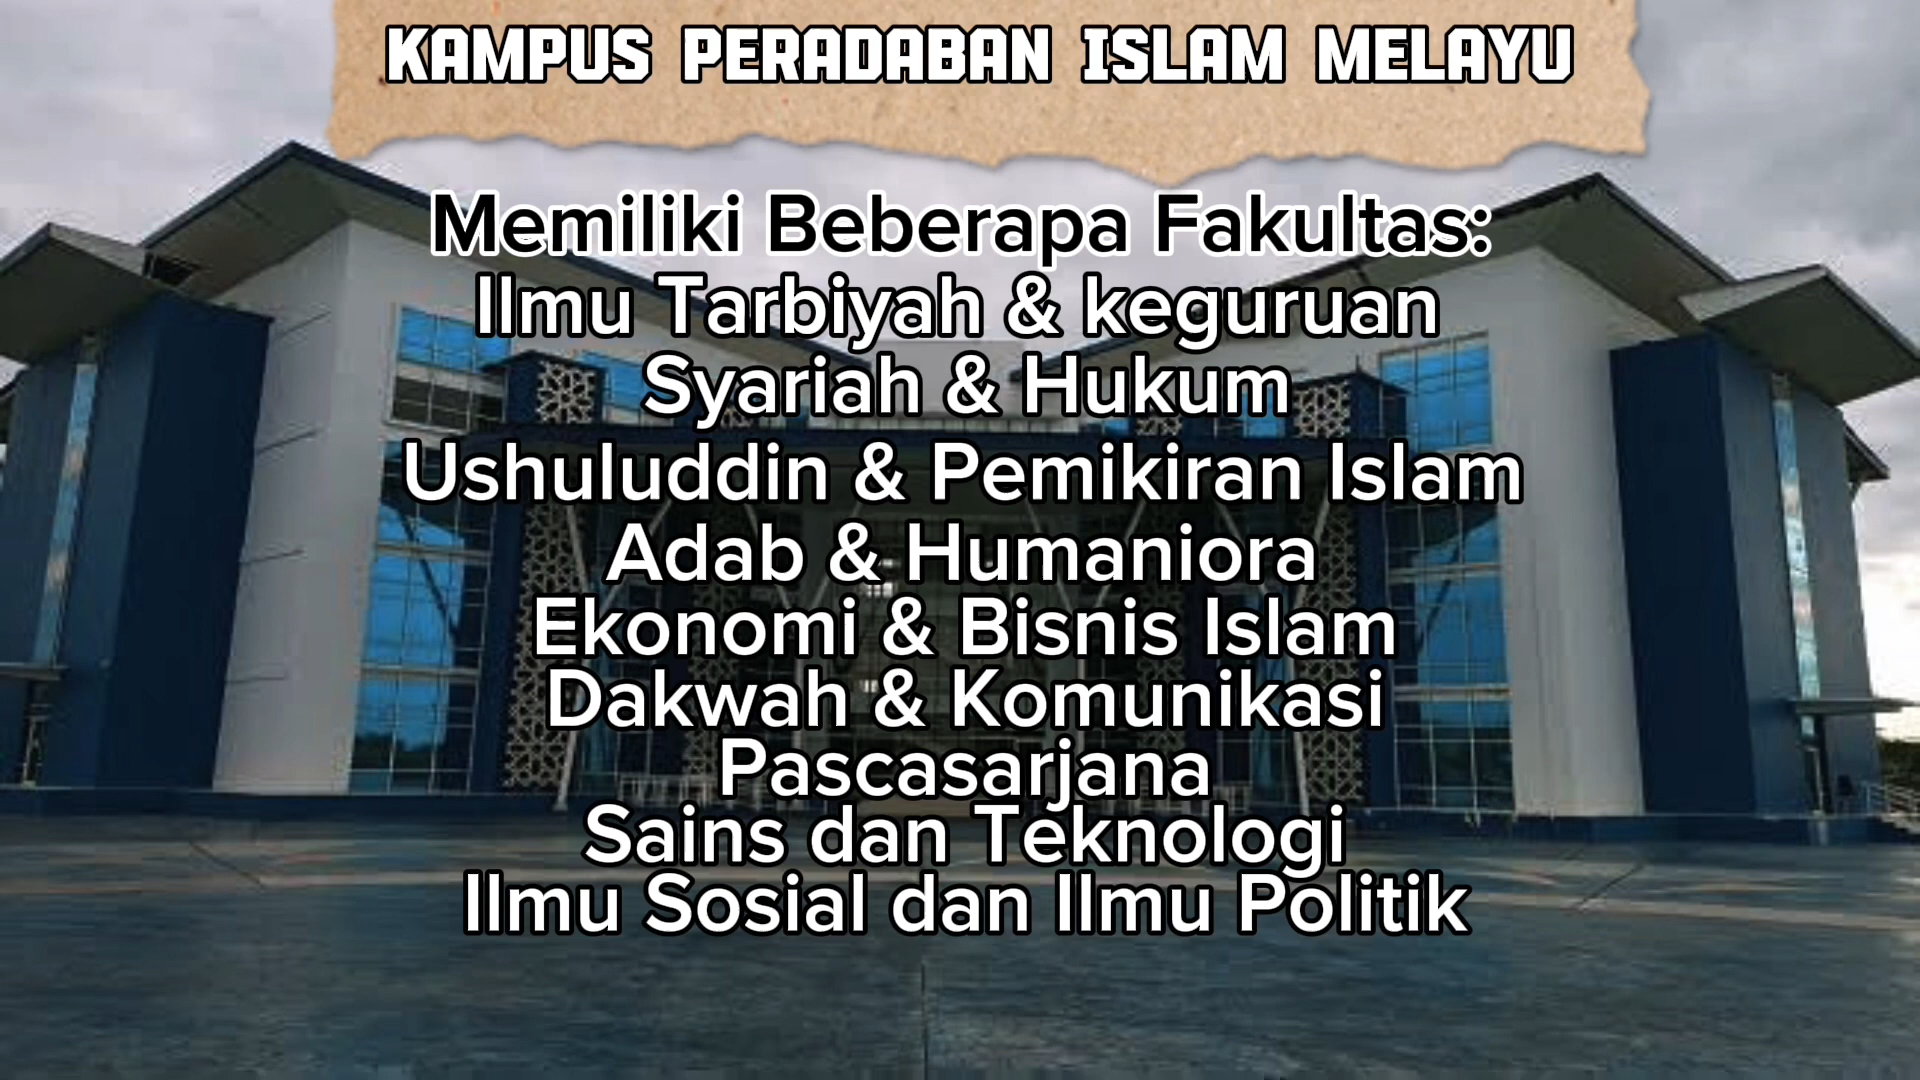 KAMPUS PERADABAN ISLAM MELAYU
Memiliki Beberapa Fakultas:
Ilmu Tarbiyah & keguruan
Syariah & Hukum
Ushuluddin & Pemikiran Islam
Adab & Humaniora
Ekonomi & Bisnis Islam
Dakwah & Komunikasi
Pascasarjana
Sains dan Teknologi
Ilmu Sosial dan Ilmu Politik